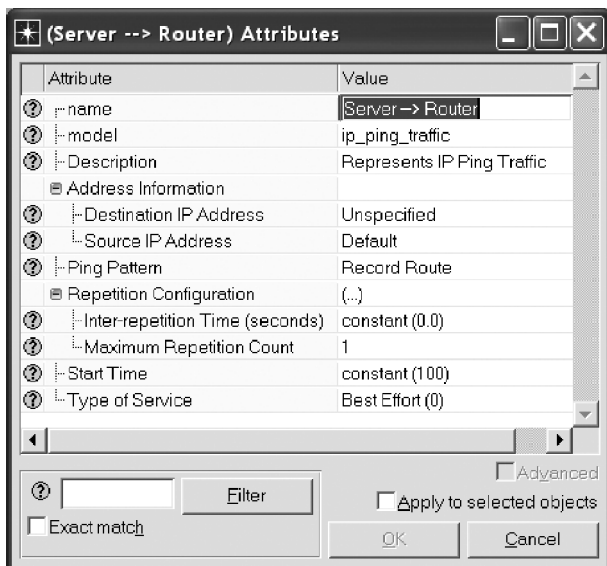 (Server --> Router) Attributes
Attribute Value
name Server --> Router
model ip_ping_traffic
Description Represents IP Ping Traffic
Address Information
Destination IP Address Unspecified
Source IP Address Default
Ping Pattern Record Route
Repetition Configuration (...)
Inter-repetition Time (seconds) constant (0.0)
Maximum Repetition Count 1
Start Time constant (100)
Type of Service Best Effort (0)
Advanced
Filter
Apply to selected objects
Exact match
OK Cancel